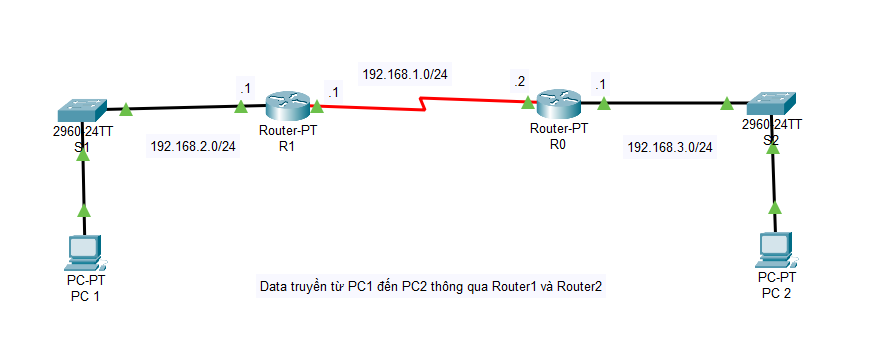 192.168.1.0/24
.1
.1
.2
.1
2960-24TT
S1
Router-PT
R1
Router-PT
R0
2960-24TT
S2
192.168.2.0/24
192.168.3.0/24
PC-PT
PC 1
PC-PT
PC 2
Data truyền từ PC1 đến PC2 thông qua Router1 và Router2